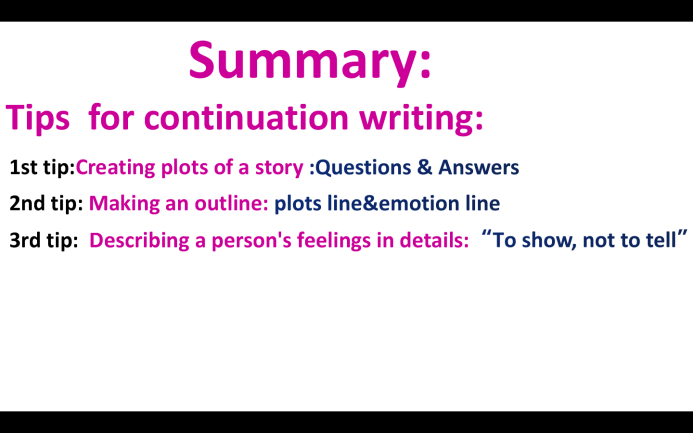 Summary:
Tips for continuation writing:
1st tip:Creating plots of a story :Questions & Answers
2nd tip: Making an outline: plots line&emotion line
3rd tip: Describing a person's feelings in details: “To show, not to tell”